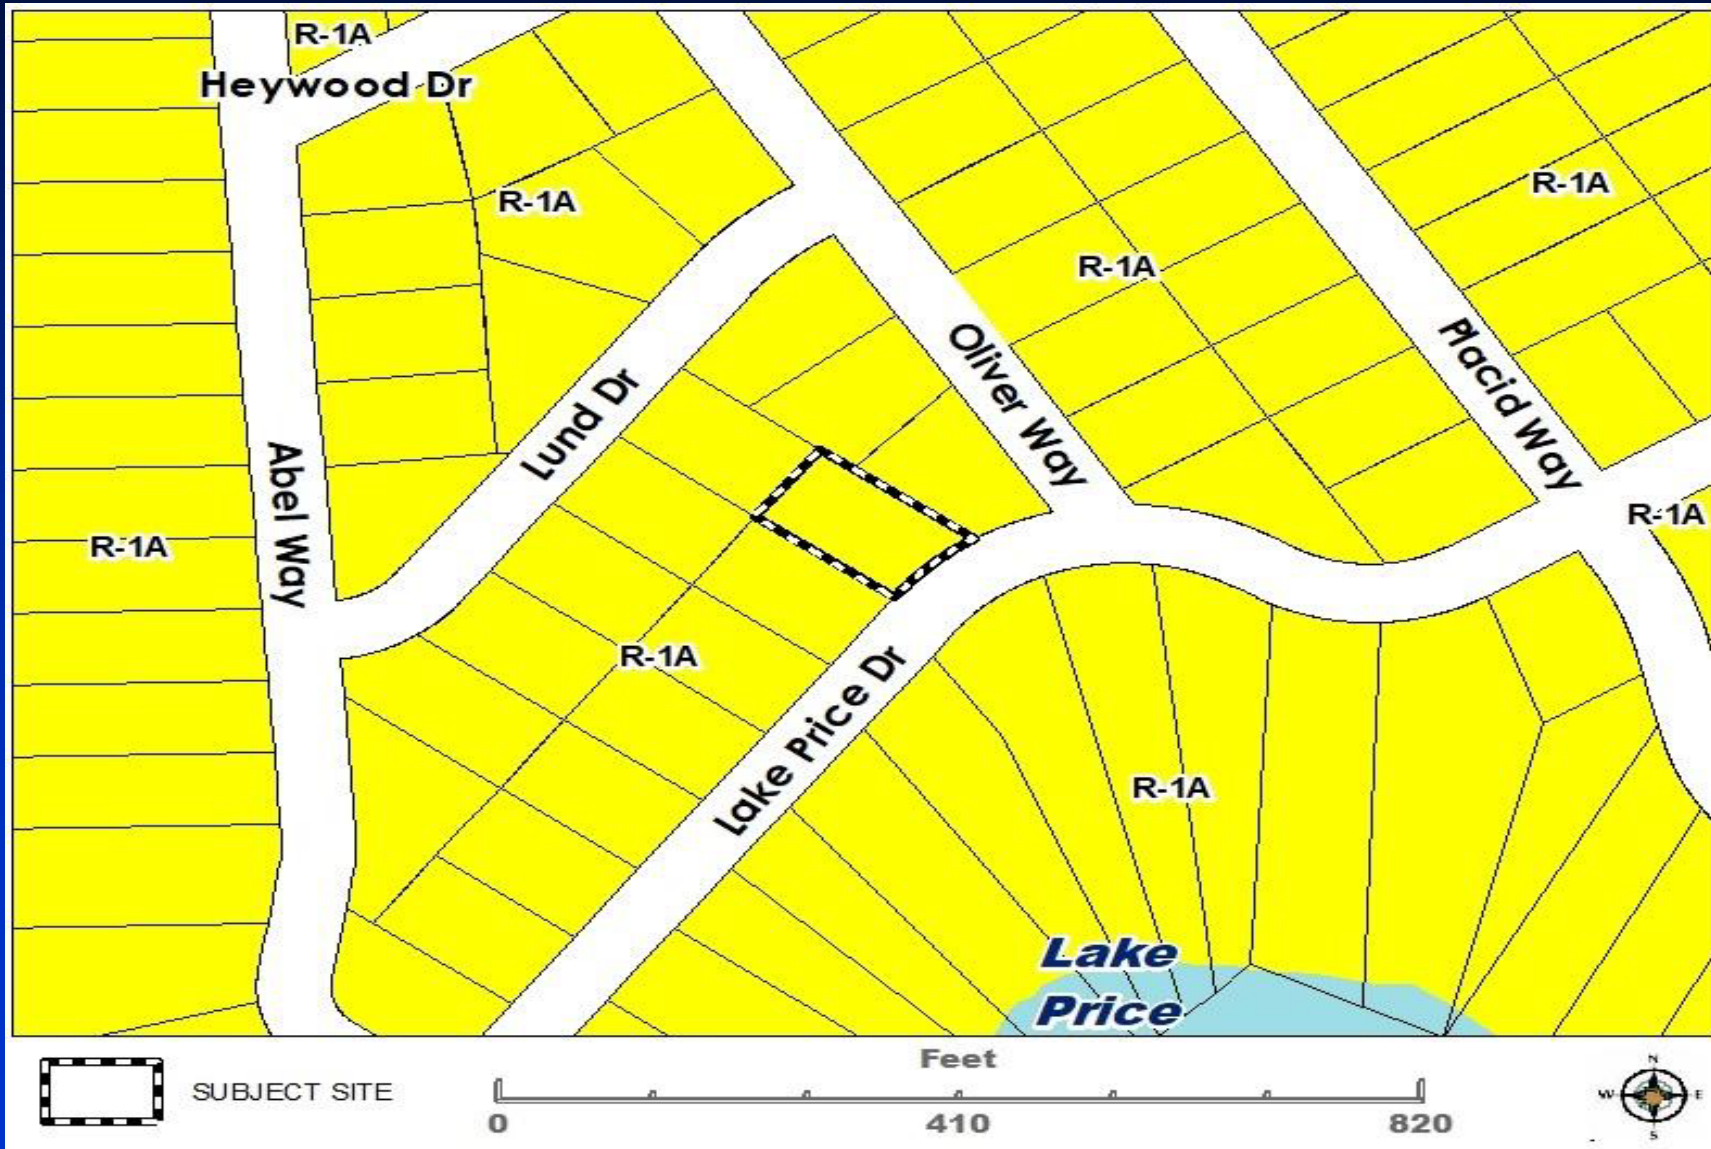 R-1A
Heywood Dr
R-1A
R-1A
R-1A
Oliver Way
Placid Way
Lund Dr
Abel Way
R-1A
R-1A
R-1A
Lake Price Dr
R-1A
Lake
Price
SUBJECT SITE
Feet
0
410
820
N
W
E
S